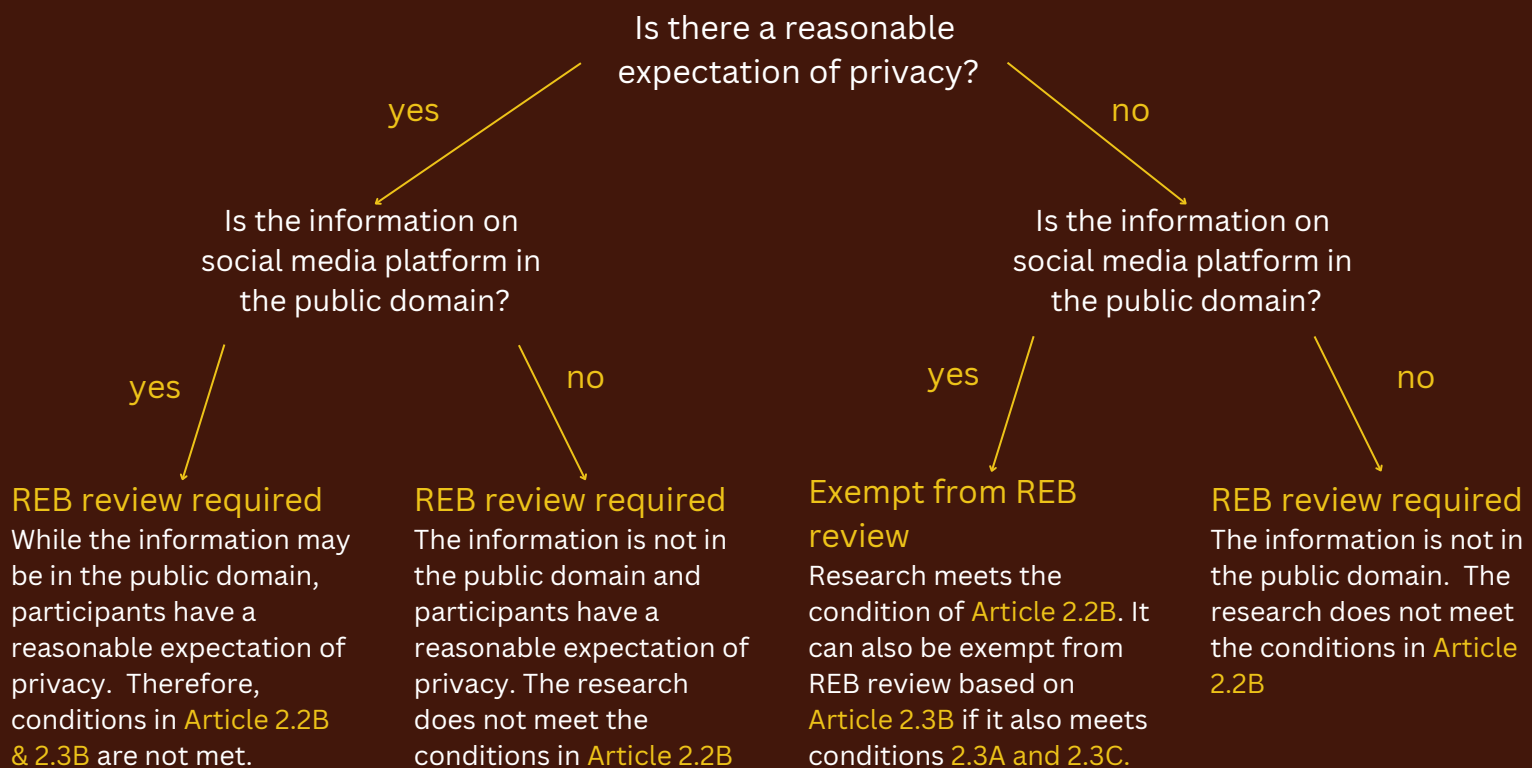 Is there a reasonable
expectation of privacy?
yes
no
Is the information on
social media platform in
the public domain?
Is the information on
social media platform in
the public domain?
yes
no
yes
no
REB review required
While the information may
be in the public domain,
participants have a
reasonable expectation of
privacy.  Therefore,
conditions in Article 2.2B
& 2.3B are not met.
REB review required
The information is not in
the public domain and
participants have a
reasonable expectation of
privacy. The research
does not meet the
conditions in Article 2.2B
Exempt from REB
review
Research meets the
condition of Article 2.2B. It
can also be exempt from
REB review based on
Article 2.3B if it also meets
conditions 2.3A and 2.3C.
REB review required
The information is not in
the public domain.  The
research does not meet
the conditions in Article
2.2B